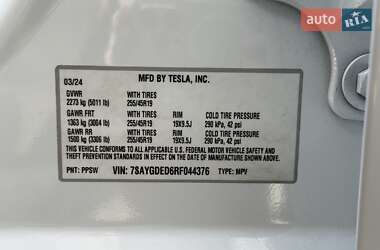 auto RIA
03/24 MFD BY TESLA, INC.
GVWR WITH TIRES
2273 kg (5011 lb) 255/45R19
GAWR FRT WITH TIRES RIM COLD TIRE PRESSURE
1363 kg (3004 lb) 255/45R19 19X9.5J 290 kPa, 42 psi
GAWR RR WITH TIRES RIM COLD TIRE PRESSURE
1500 kg (3306 lb) 255/45R19 19X9.5J 290 kPa, 42 psi
THIS VEHICLE CONFORMS TO ALL APPLICABLE U.S. FEDERAL MOTOR VEHICLE
SAFETY, BUMPER, AND THEFT PREVENTION STANDARDS IN EFFECT
ON THE DATE OF MANUFACTURE SHOWN ABOVE.
PNT: PPSW VIN: 7SAYGDED6RF044376 TYPE: MPV